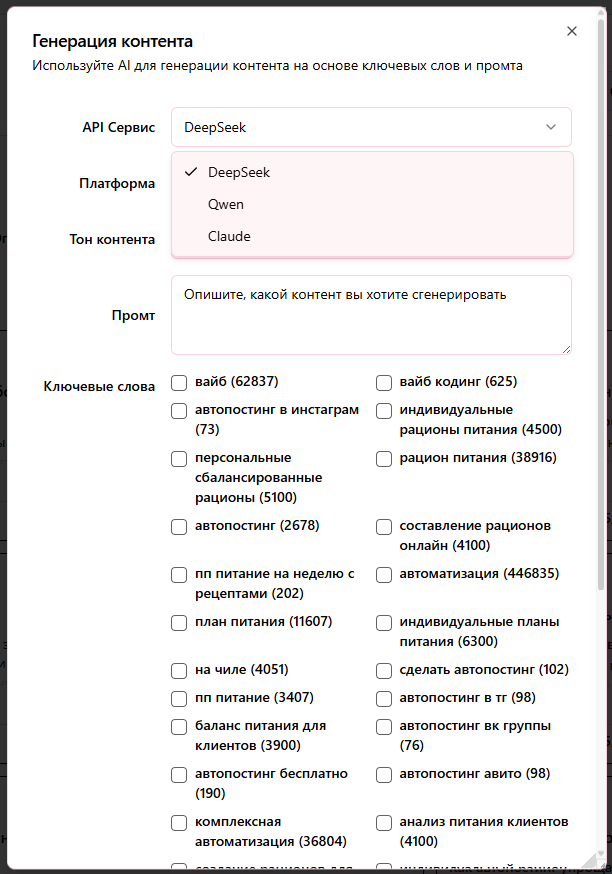 Генерация контента
Используйте AI для генерации контента на основе ключевых слов и промта
API Сервис
DeepSeek
DeepSeek
Платформа
Qwen
Тон контента
Claude
Опишите, какой контент вы хотите сгенерировать
Промт
Ключевые слова
вайб (62837)
вайб кодинг (625)
автопостинг в инстаграм
(73)
индивидуальные
рационы питания (4500)
персональные
сбалансированные
рационы (5100)
рацион питания (38916)
автопостинг (2678)
составление рационов
онлайн (4100)
пп питание на неделю с
рецептами (202)
автоматизация (446835)
план питания (11607)
индивидуальные планы
питания (6300)
на чиле (4051)
сделать автопостинг (102)
пп питание (3407)
автопостинг в тг (98)
баланс питания для
клиентов (3900)
автопостинг вк группы
(76)
автопостинг бесплатно
(190)
автопостинг авито (98)
комплексная
автоматизация (36804)
анализ питания клиентов
(4100)